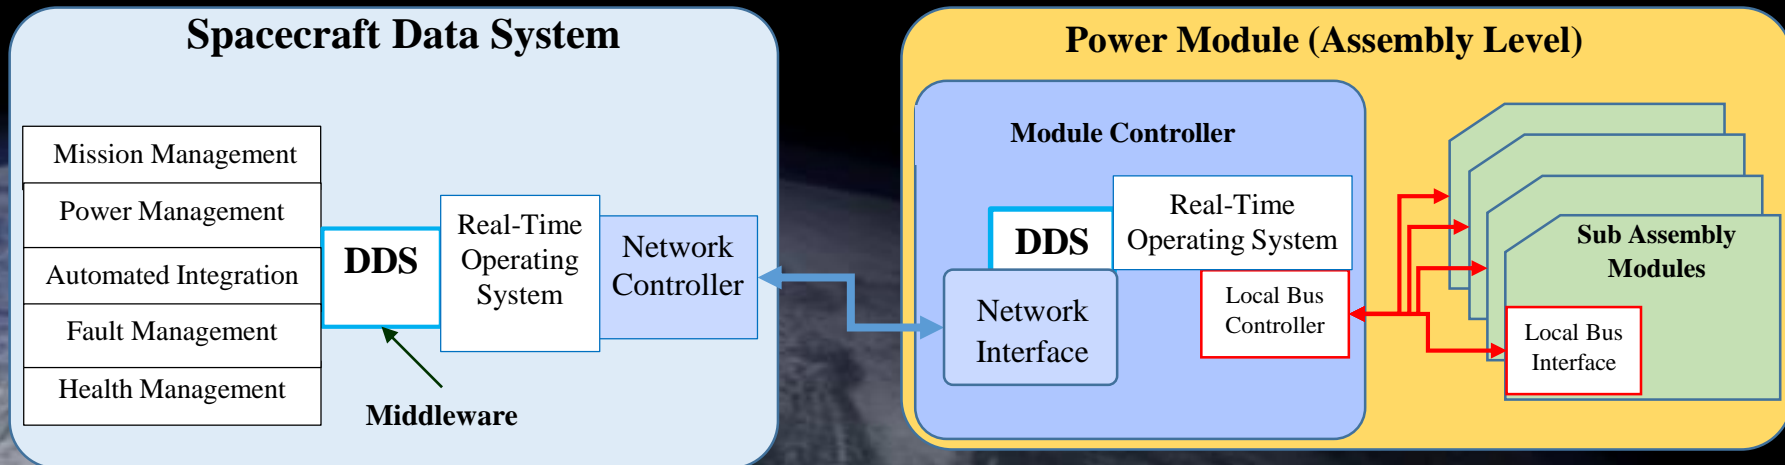 Spacecraft Data System
Mission Management
Power Management
Automated Integration
Fault Management
Health Management
DDS
Middleware
Real-Time
Operating
System
Network
Controller
Power Module (Assembly Level)
Module Controller
DDS
Real-Time
Operating System
Network
Interface
Local Bus
Controller
Sub Assembly
Modules
Local Bus
Interface